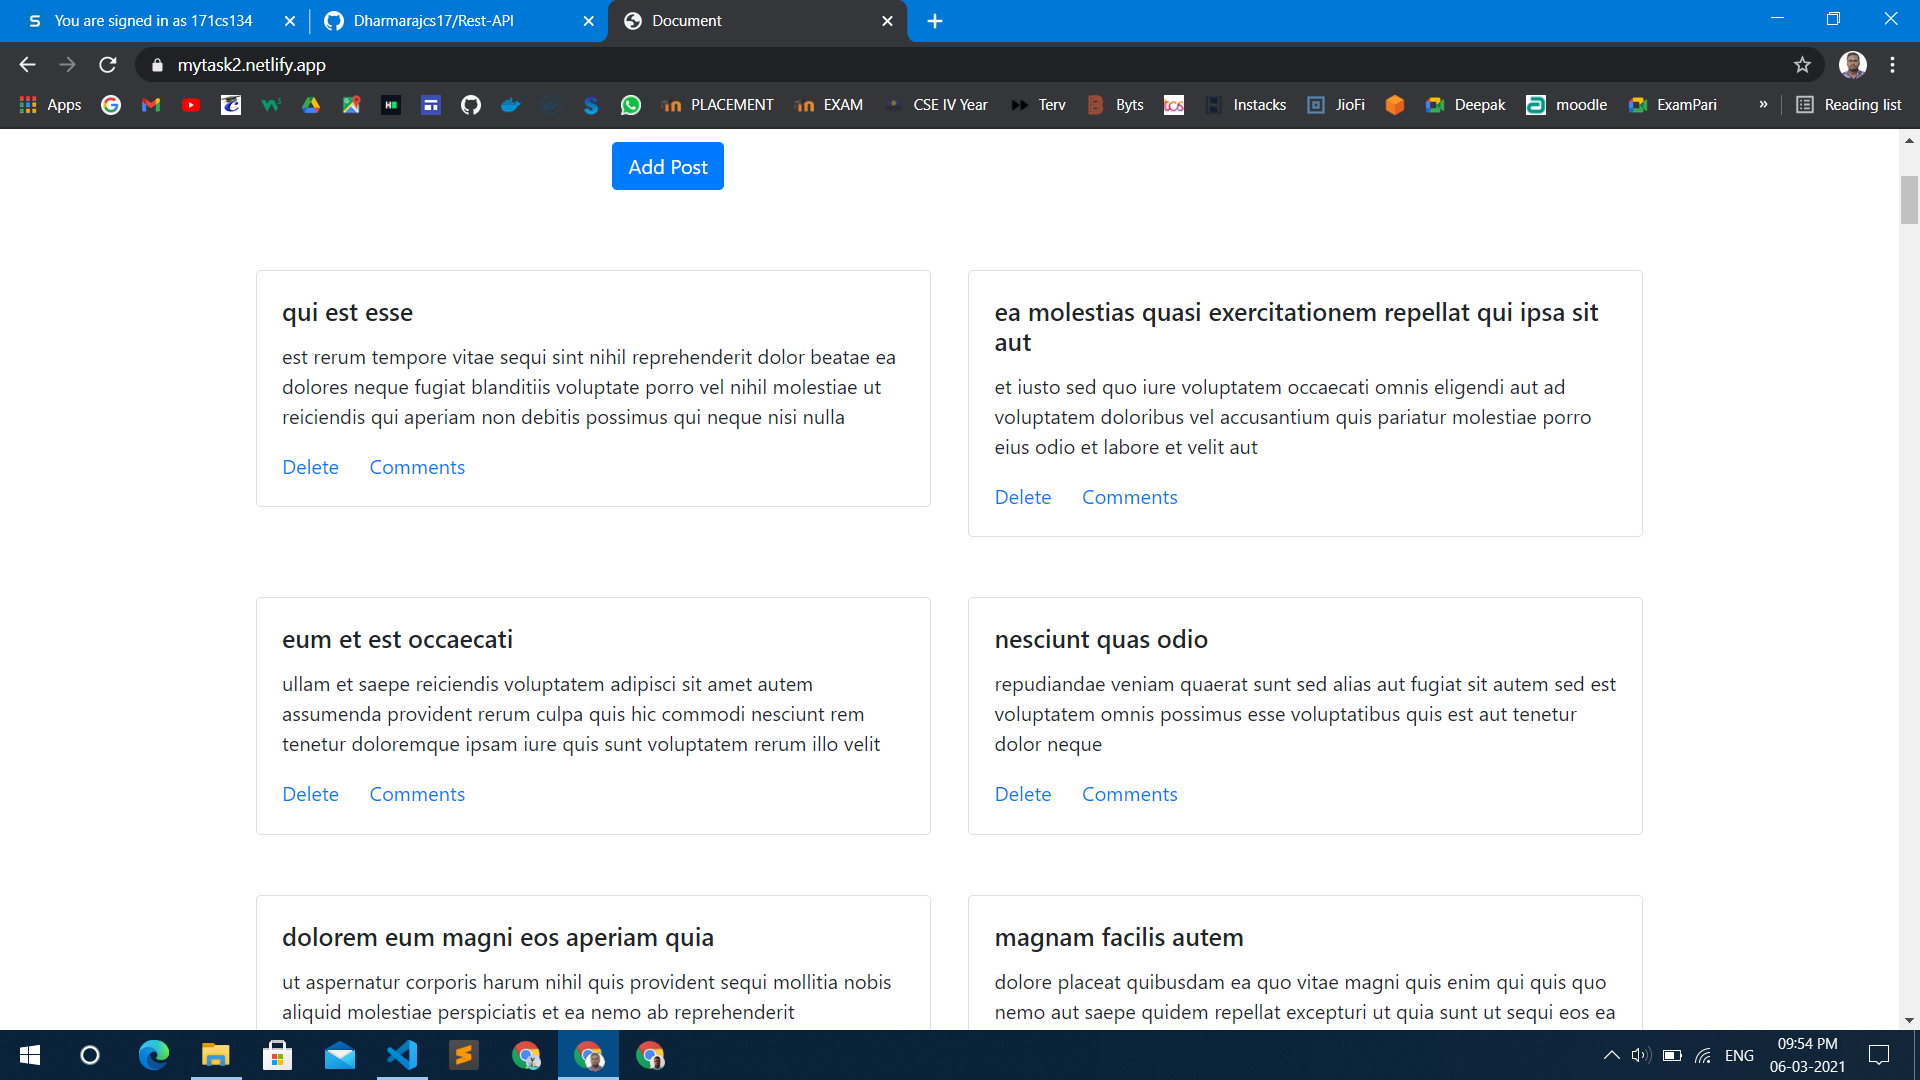 You are signed in as 171cs134
Dharmarajcs17/Rest-API
Document
mytask2.netlify.app
Apps
PLACEMENT
EXAM
CSE IV Year
Terv
Byts
tcs
Instacks
JioFi
Deepak
moodle
ExamPari
»
Reading list
Add Post
qui est esse
est rerum tempore vitae sequi sint nihil reprehenderit dolor beatae ea
dolores neque fugiat blanditiis voluptate porro vel nihil molestiae ut
reiciendis qui aperiam non debitis possimus qui neque nisi nulla
Delete Comments
ea molestias quasi exercitationem repellat qui ipsa sit
aut
et iusto sed quo iure voluptatem occaecati omnis eligendi aut ad
voluptatem doloribus vel accusantium quis pariatur molestiae porro
eius odio et labore et velit aut
Delete Comments
eum et est occaecati
ullam et saepe reiciendis voluptatem adipisci sit amet autem
assumenda provident rerum culpa quis hic commodi nesciunt rem
tenetur doloremque ipsam iure quis sunt voluptatem rerum illo velit
Delete Comments
nesciunt quas odio
repudiandae veniam quaerat sunt sed alias aut fugiat sit autem sed est
voluptatem omnis possimus esse voluptatibus quis est aut tenetur
dolor neque
Delete Comments
dolorem eum magni eos aperiam quia
ut aspernatur corporis harum nihil quis provident sequi mollitia nobis
aliquid molestiae perspiciatis et ea nemo ab reprehenderit
magnam facilis autem
dolore placeat quibusdam ea quo vitae magni quis enim qui quis quo
nemo aut saepe quidem repellat excepturi ut quia sunt ut sequi eos ea
ENG
09:54 PM
06-03-2021